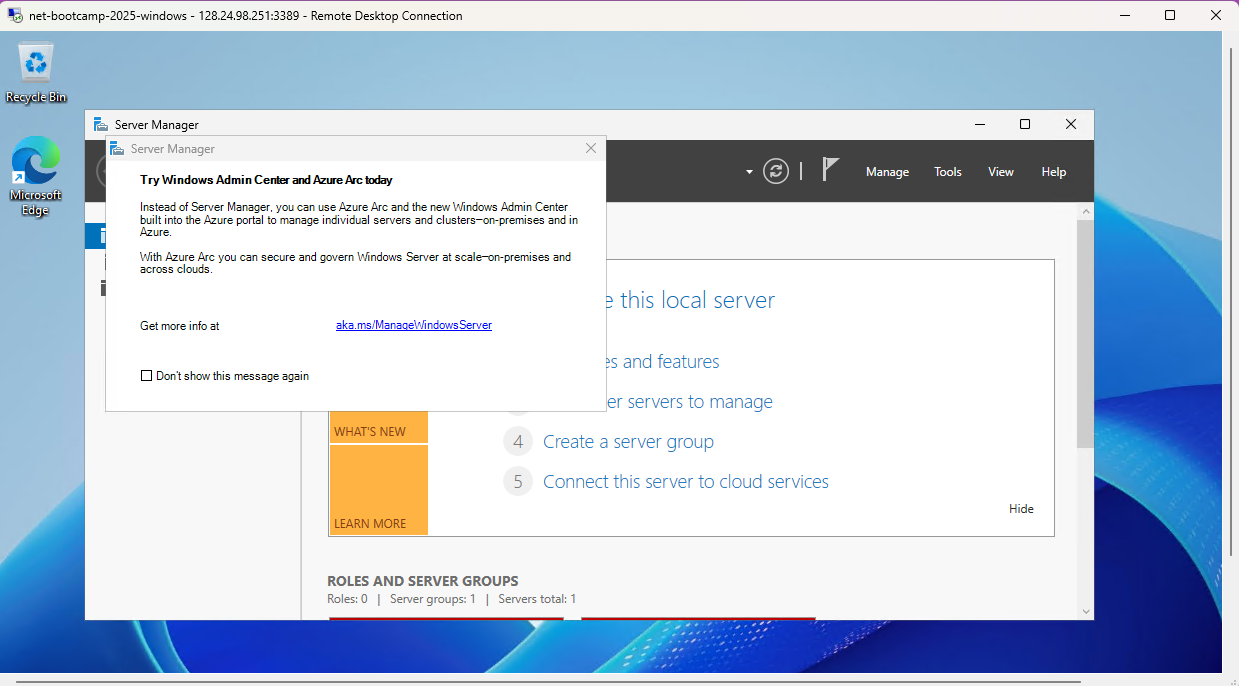 net-bootcamp-2025-windows - 128.24.98.251:3389 - Remote Desktop Connection
Recycle Bin
Microsoft
Edge
Server Manager
Manage
Tools
View
Help
Server Manager
Try Windows Admin Center and Azure Arc today
Instead of Server Manager, you can use Azure Arc and the new Windows Admin Center
built into the Azure portal to manage individual servers and clusters—on-premises and in
Azure.
With Azure Arc you can secure and govern Windows Server at scale—on-premises and
across clouds.
Get more info at aka.ms/ManageWindowsServer
Don't show this message again
this local server
and features
servers to manage
4 Create a server group
5 Connect this server to cloud services
WHAT'S NEW
LEARN MORE
Hide
ROLES AND SERVER GROUPS
Roles: 0 | Server groups: 1 | Servers total: 1